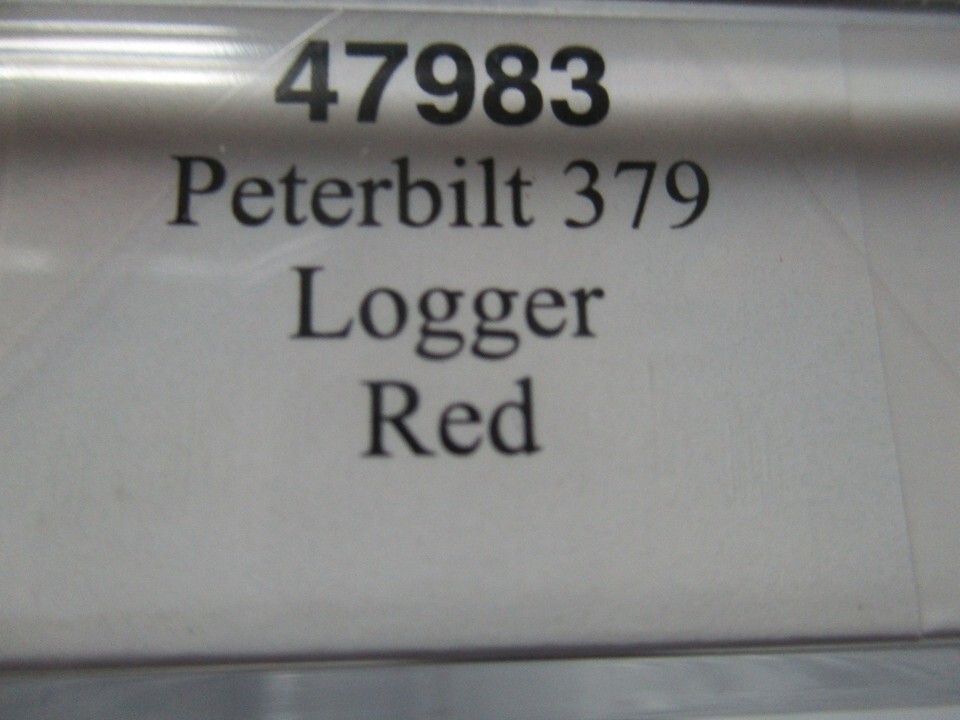 47983
Peterbilt 379
Logger
Red